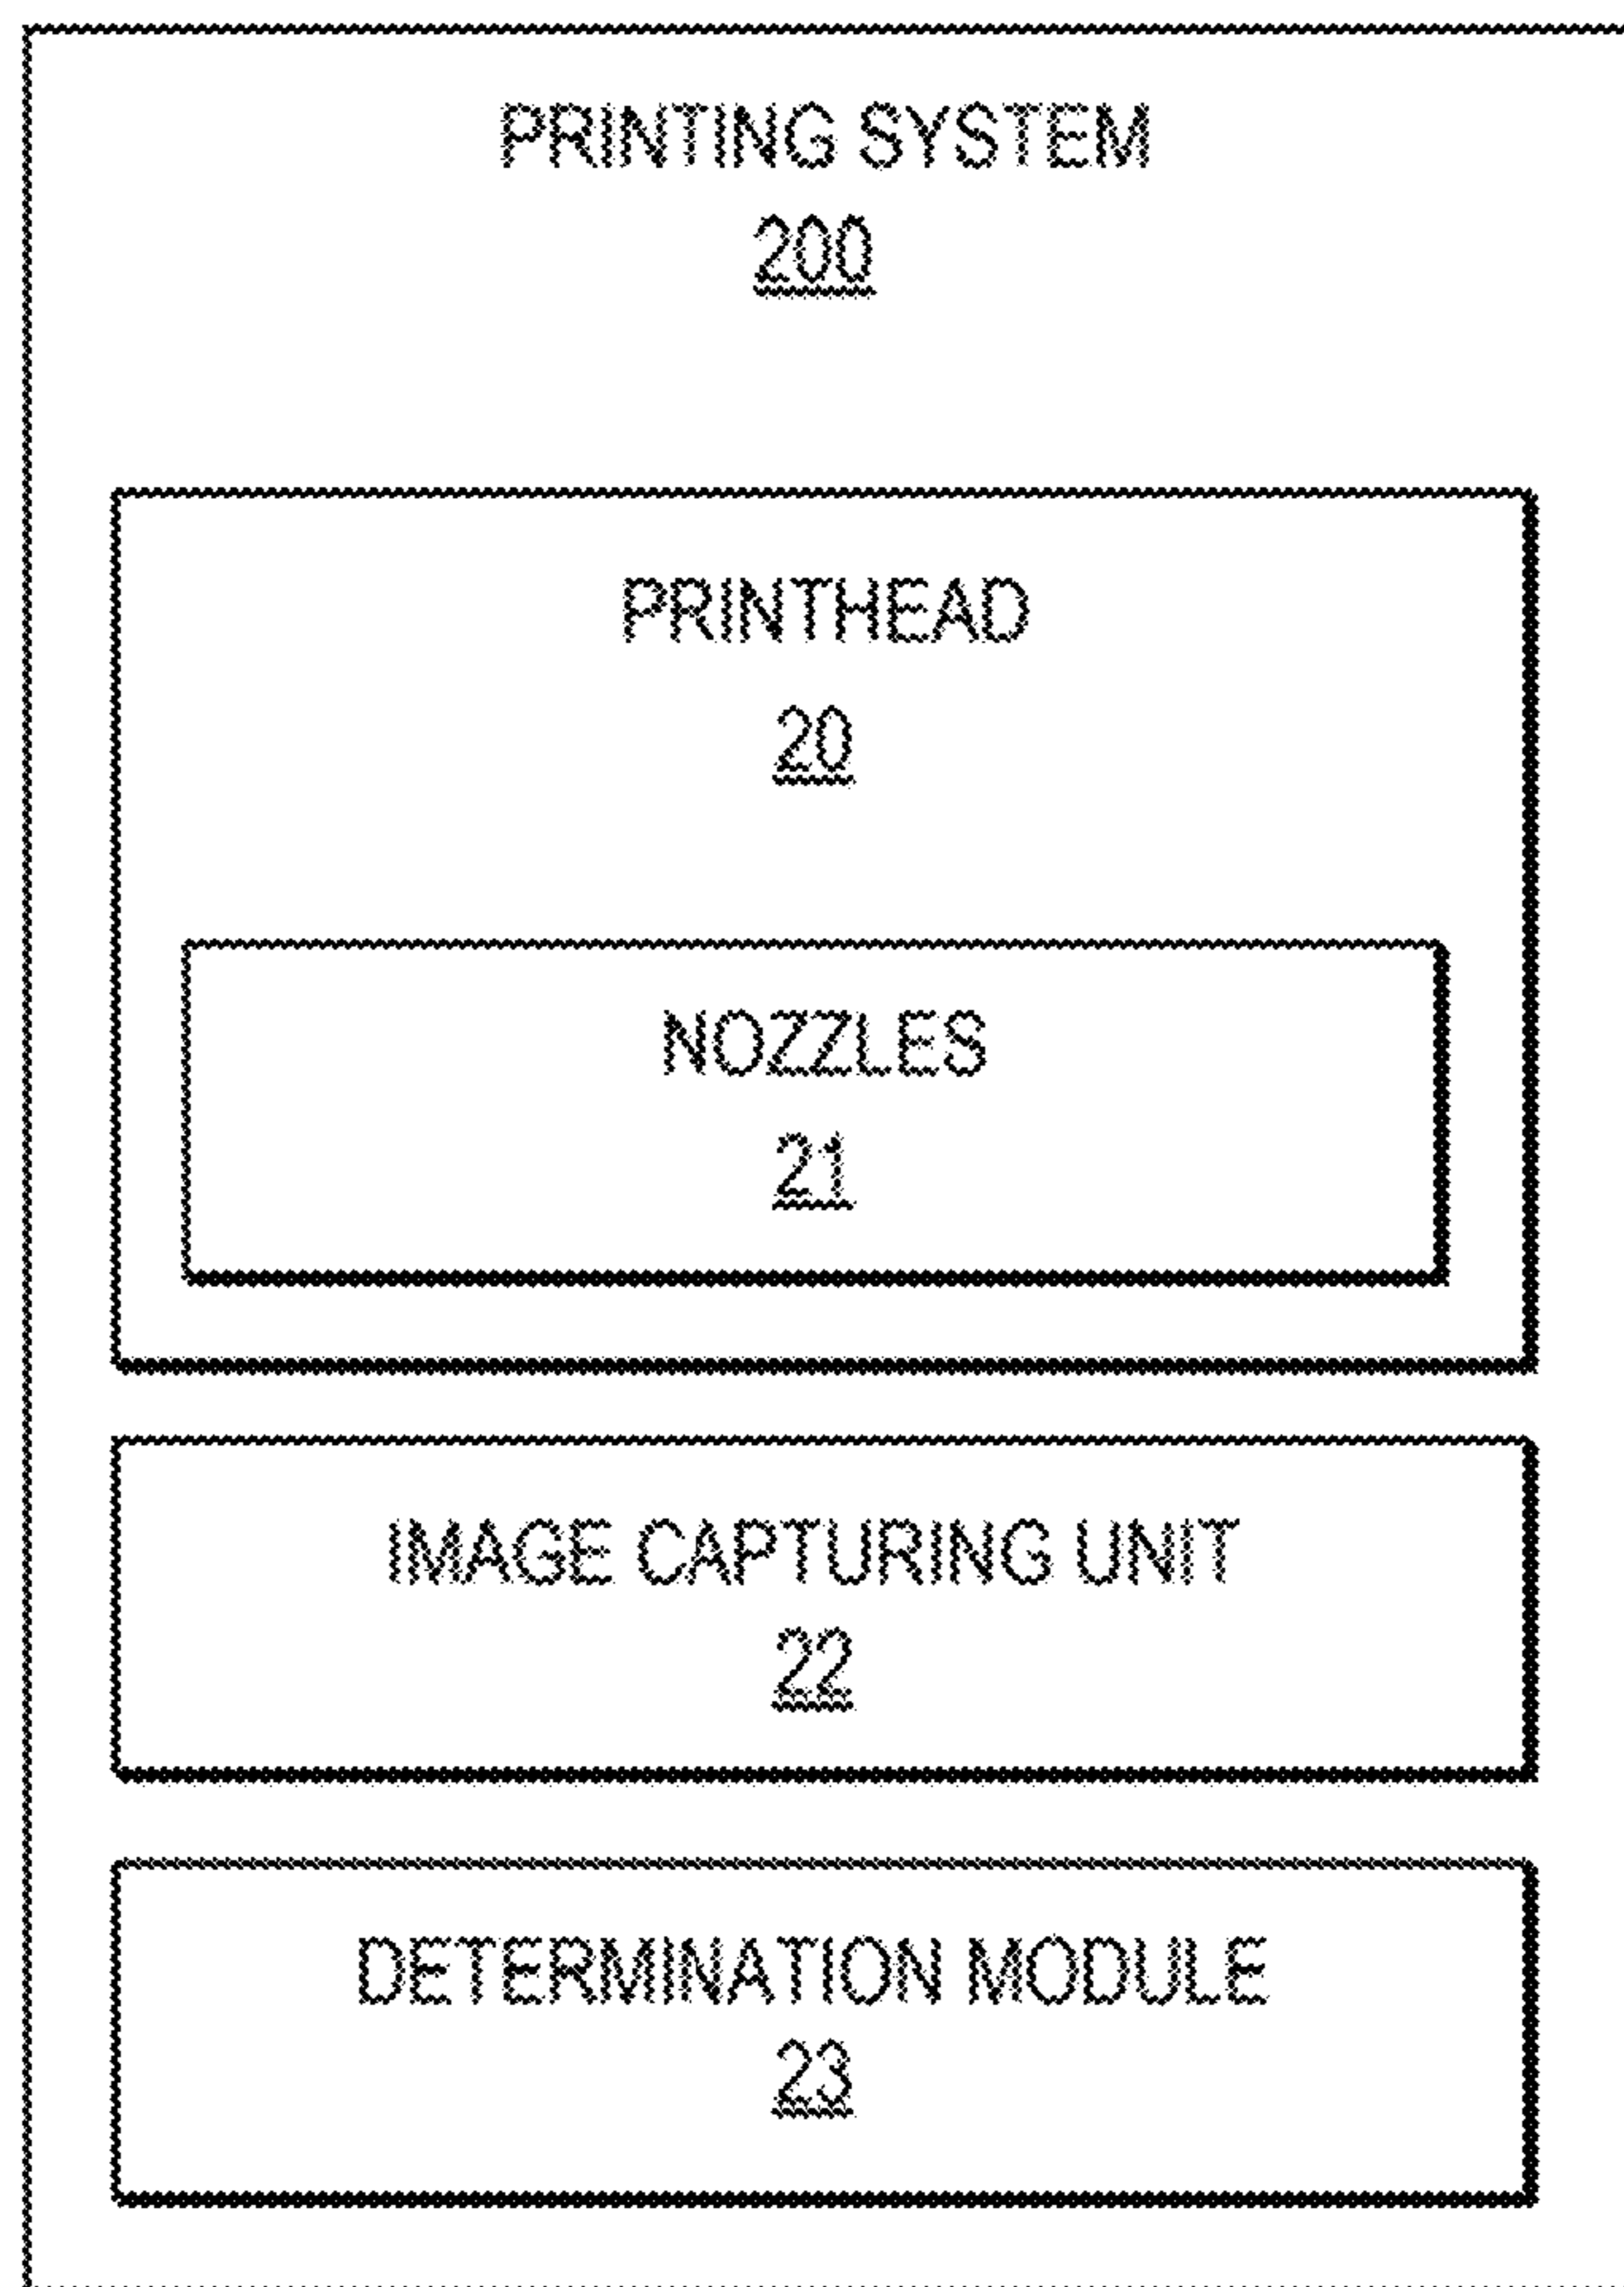 PRINTING SYSTEM
200
PRINTHEAD
20
NOZZLES
21
IMAGE CAPTURING UNIT
22
DETERMINATION MODULE
23